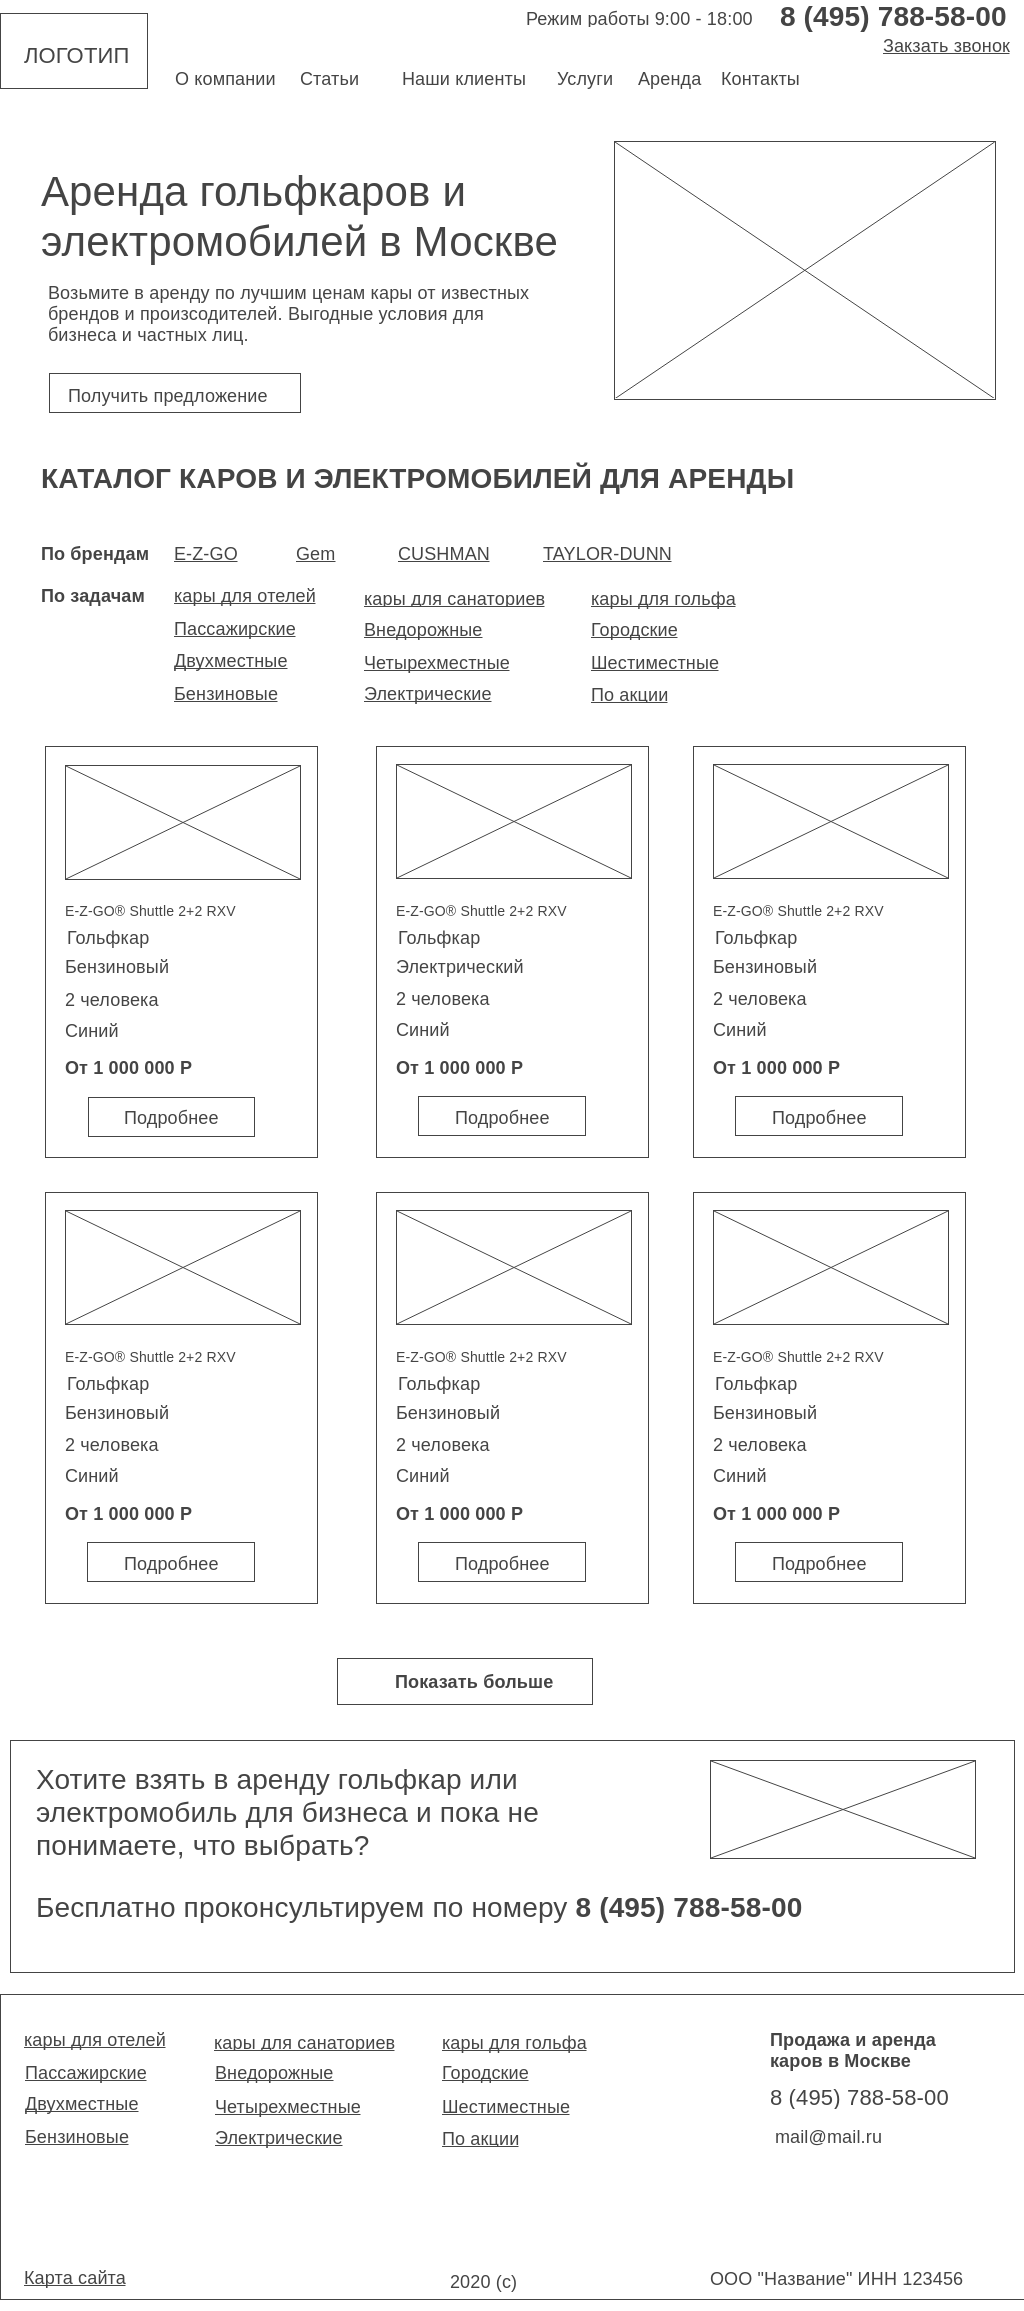 Режим работы 9:00 - 18:00 8 (495) 788-58-00
Закзать звонок
ЛОГОТИП
О компании Статьи Наши клиенты Услуги Аренда Контакты
Аренда гольфкаров и
электромобилей в Москве
Возьмите в аренду по лучшим ценам кары от известных
брендов и произсодителей. Выгодные условия для
бизнеса и частных лиц.
Получить предложение
КАТАЛОГ КАРОВ И ЭЛЕКТРОМОБИЛЕЙ ДЛЯ АРЕНДЫ
По брендам E-Z-GO Gem CUSHMAN TAYLOR-DUNN
По задачам кары для отелей кары для санаториев кары для гольфа
Пассажирские Внедорожные Городские
Двухместные Четырехместные Шестиместные
Бензиновые Электрические По акции
E-Z-GO® Shuttle 2+2 RXV E-Z-GO® Shuttle 2+2 RXV E-Z-GO® Shuttle 2+2 RXV
Гольфкар Гольфкар Гольфкар
Бензиновый Электрический Бензиновый
2 человека 2 человека 2 человека
Синий Синий Синий
От 1 000 000 Р От 1 000 000 Р От 1 000 000 Р
Подробнее Подробнее Подробнее
E-Z-GO® Shuttle 2+2 RXV E-Z-GO® Shuttle 2+2 RXV E-Z-GO® Shuttle 2+2 RXV
Гольфкар Гольфкар Гольфкар
Бензиновый Бензиновый Бензиновый
2 человека 2 человека 2 человека
Синий Синий Синий
От 1 000 000 Р От 1 000 000 Р От 1 000 000 Р
Подробнее Подробнее Подробнее
Показать больше
Хотите взять в аренду гольфкар или
электромобиль для бизнеса и пока не
понимаете, что выбрать?
Бесплатно проконсультируем по номеру 8 (495) 788-58-00
кары для отелей кары для санаториев кары для гольфа
Пассажирские Внедорожные Городские
Двухместные Четырехместные Шестиместные
Бензиновые Электрические По акции
Продажа и аренда
каров в Москве
8 (495) 788-58-00
mail@mail.ru
Карта сайта 2020 (с) ООО "Название" ИНН 123456